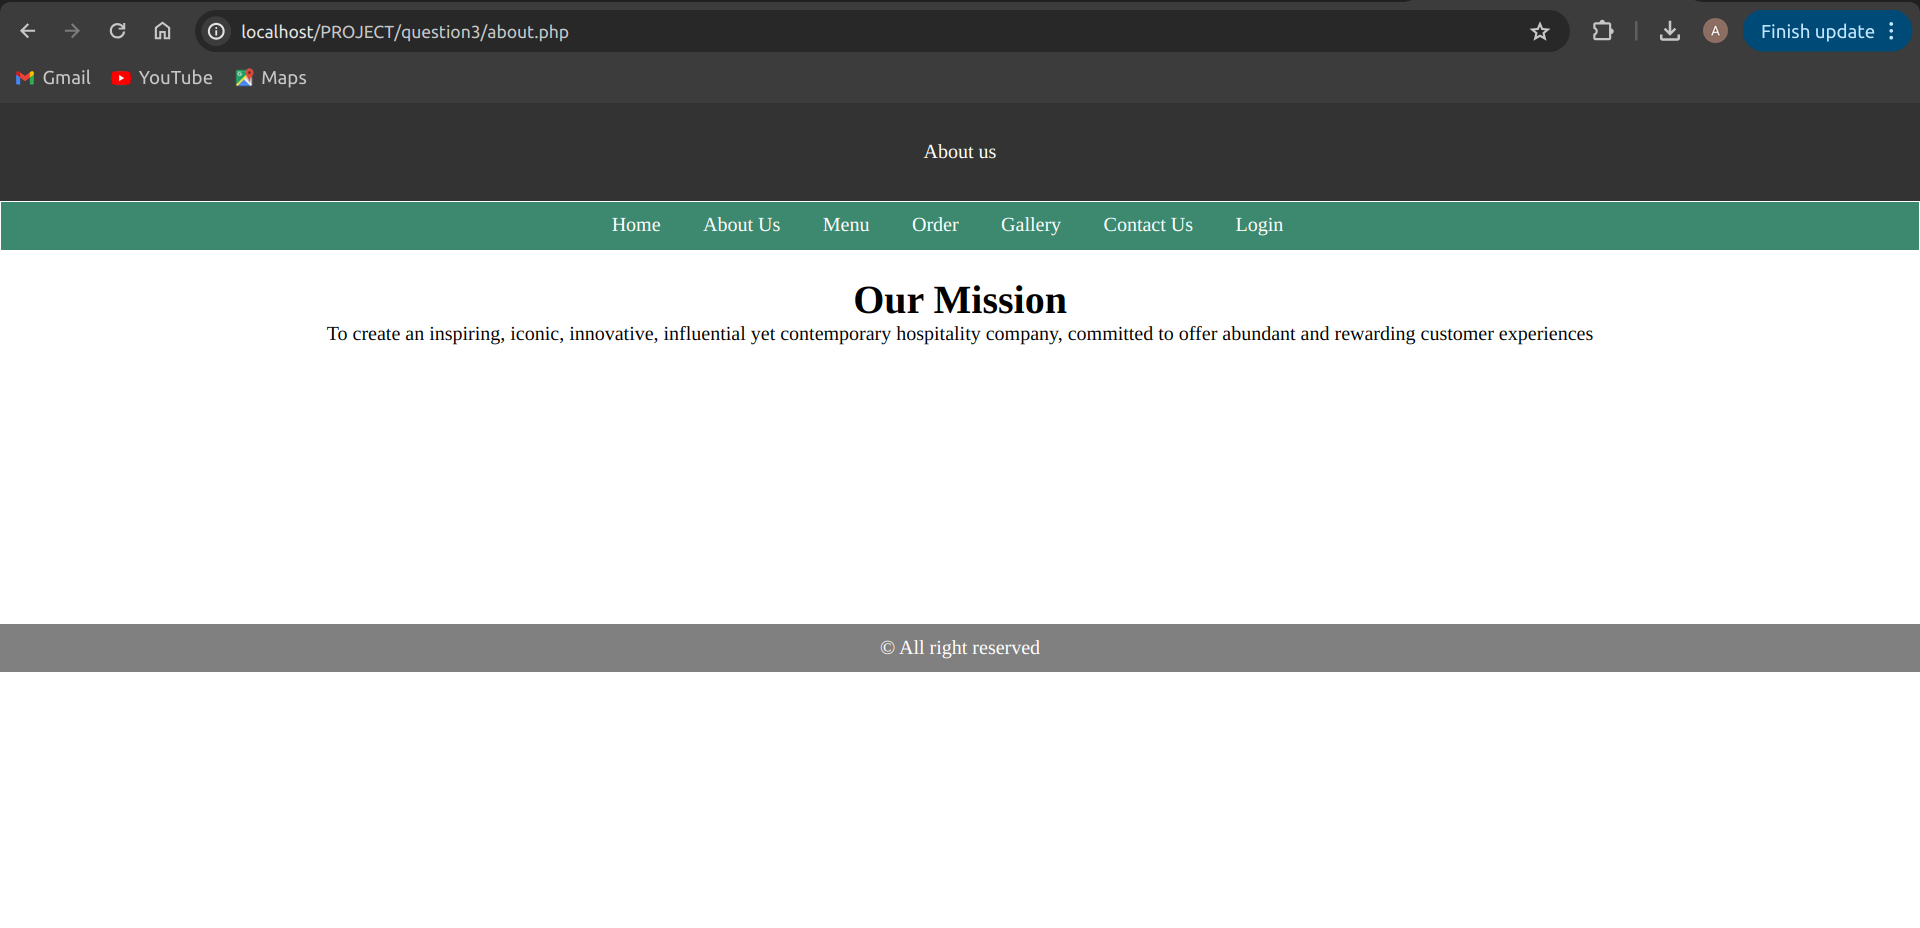 localhost/PROJECT/question3/about.php
A
Finish update
Gmail YouTube Maps
About us
Home About Us Menu Order Gallery Contact Us Login
Our Mission
To create an inspiring, iconic, innovative, influential yet contemporary hospitality company, committed to offer abundant and rewarding customer experiences
© All right reserved